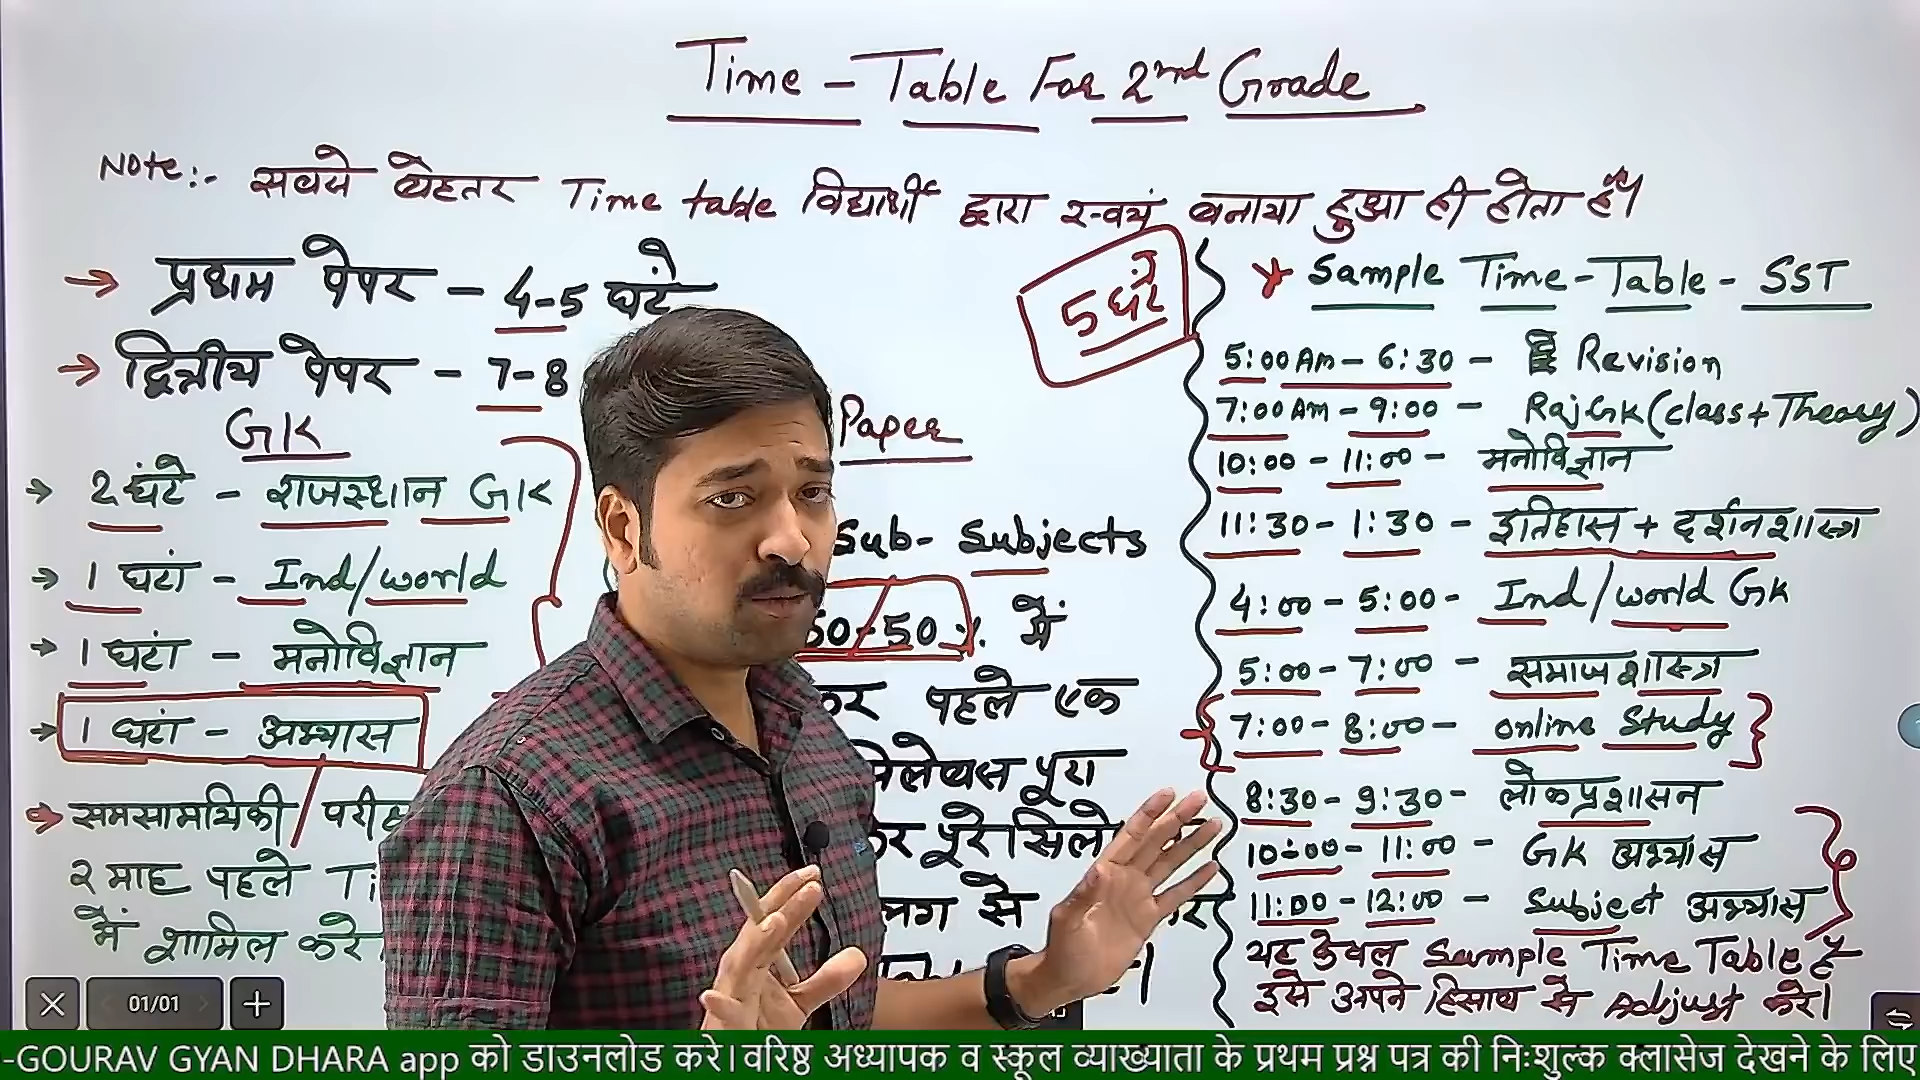 Time - Table For 2nd Grade
Note:- सबसे बेहतर Time table विद्यार्थी द्वारा स्वयं बनाया हुआ ही होता है।
→ प्रथम पेपर - 4-5 घंटे
→ द्वितीय पेपर - 7-8
GK
→ 2 घंटे - राजस्थान GK
→ 1 घंटा - Ind/world
→ 1 घंटा - मनोविज्ञान
→ 1 घंटा - अभ्यास
→ समसामयिकी
2 माह पहले
में शामिल करे
5 घंटे
Paper
Sub- Subjects
50-50 % में
कर पहले एक
पूरा
कर पूरे
से
* Sample Time-Table - SST
5:00 Am - 6:30 - Revision
7:00 Am - 9:00 - Raj GK (class + Theory)
10:00 - 11:00 - मनोविज्ञान
11:30 - 1:30 - इतिहास + दर्शनशास्त्र
4:00 - 5:00 - Ind/world GK
5:00 - 7:00 - समाजशास्त्र
7:00 - 8:00 - online Study
8:30 - 9:30 - लोकप्रशासन
10:00 - 11:00 - GK अभ्यास
11:00 - 12:00 - Subject अभ्यास
यह केवल Sample Time Table है
इसे अपने हिसाब से Adjust करे।
01/01
-GOURAV GYAN DHARA app को डाउनलोड करे।वरिष्ठ अध्यापक व स्कूल व्याख्याता के प्रथम प्रश्न पत्र की निःशुल्क क्लासेज देखने के लिए